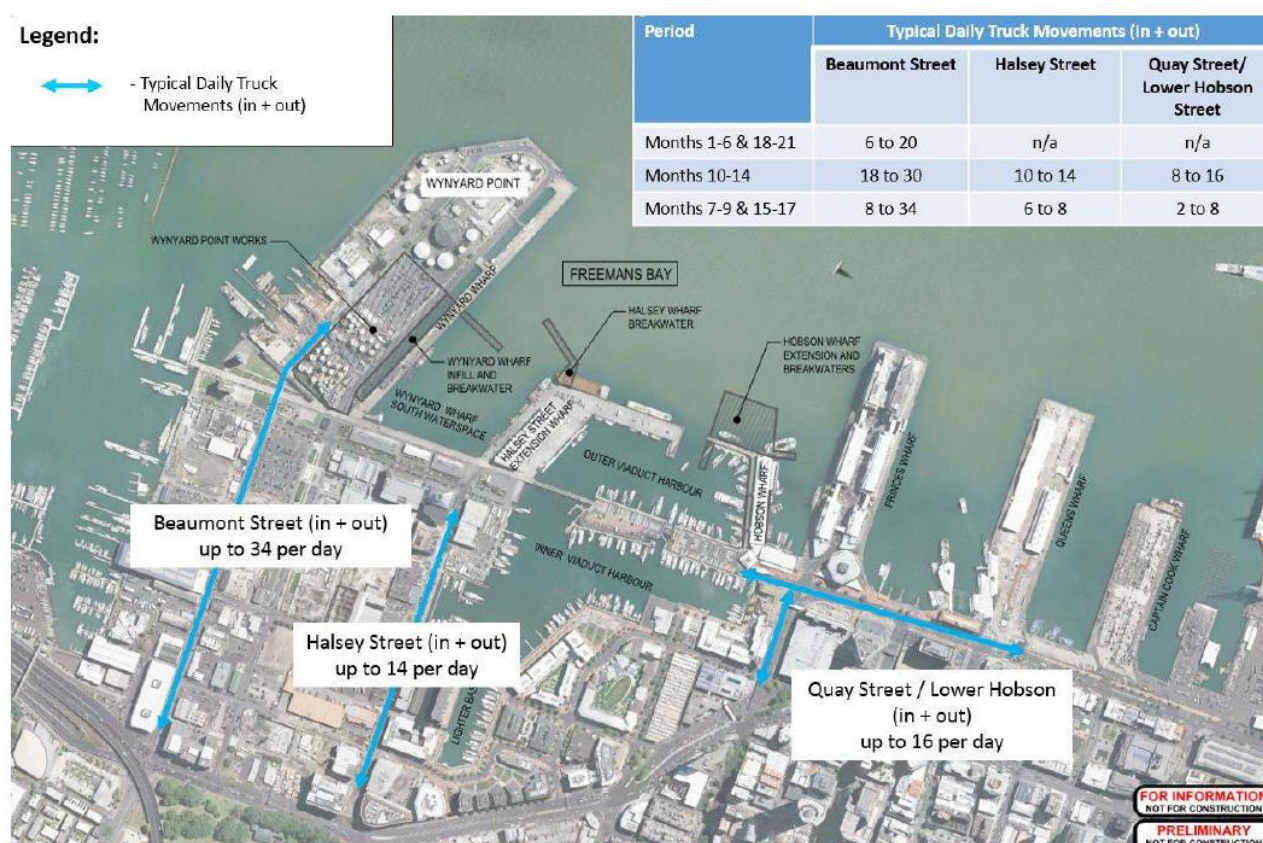 Legend:
- Typical Daily Truck
Movements (in + out)
Period
Typical Daily Truck Movements (in + out)
Beaumont Street
Halsey Street
Quay Street/
Lower Hobson
Street
Months 1-6 & 18-21
6 to 20
n/a
n/a
Months 10-14
18 to 30
10 to 14
8 to 16
Months 7-9 & 15-17
8 to 34
6 to 8
2 to 8
WYNYARD POINT
WYNYARD POINT WORKS
WYNYARD WHARF
FREEMANS BAY
HALSEY WHARF
BREAKWATER
HOBSON WHARF
EXTENSION AND
BREAKWATERS
WYNYARD WHARF
INFILL AND
BREAKWATER
WYNYARD WHARF
SOUTH WATERSPACE
HALSEY STREET
EXTENSION WHARF
OUTER VIADUCT HARBOUR
HOBSON WHARF
PRINCES WHARF
QUEENS WHARF
CAPTAIN COOK WHARF
INNER VIADUCT HARBOUR
Beaumont Street (in + out)
up to 34 per day
Halsey Street (in + out)
up to 14 per day
LIGHTER BAS
Quay Street / Lower Hobson
(in + out)
up to 16 per day
FOR INFORMATION
NOT FOR CONSTRUCTION
PRELIMINARY
NOT FOR CONSTRUCTION